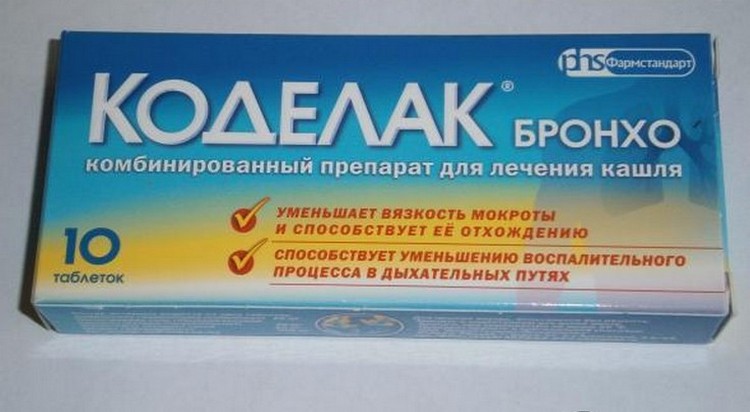 phs Фармстандарт
КОДЕЛАК®
БРОНХО
комбинированный препарат для лечения кашля
УМЕНЬШАЕТ ВЯЗКОСТЬ МОКРОТЫ
И СПОСОБСТВУЕТ ЕЁ ОТХОЖДЕНИЮ
СПОСОБСТВУЕТ УМЕНЬШЕНИЮ ВОСПАЛИТЕЛЬНОГО
ПРОЦЕССА В ДЫХАТЕЛЬНЫХ ПУТЯХ
10
таблеток